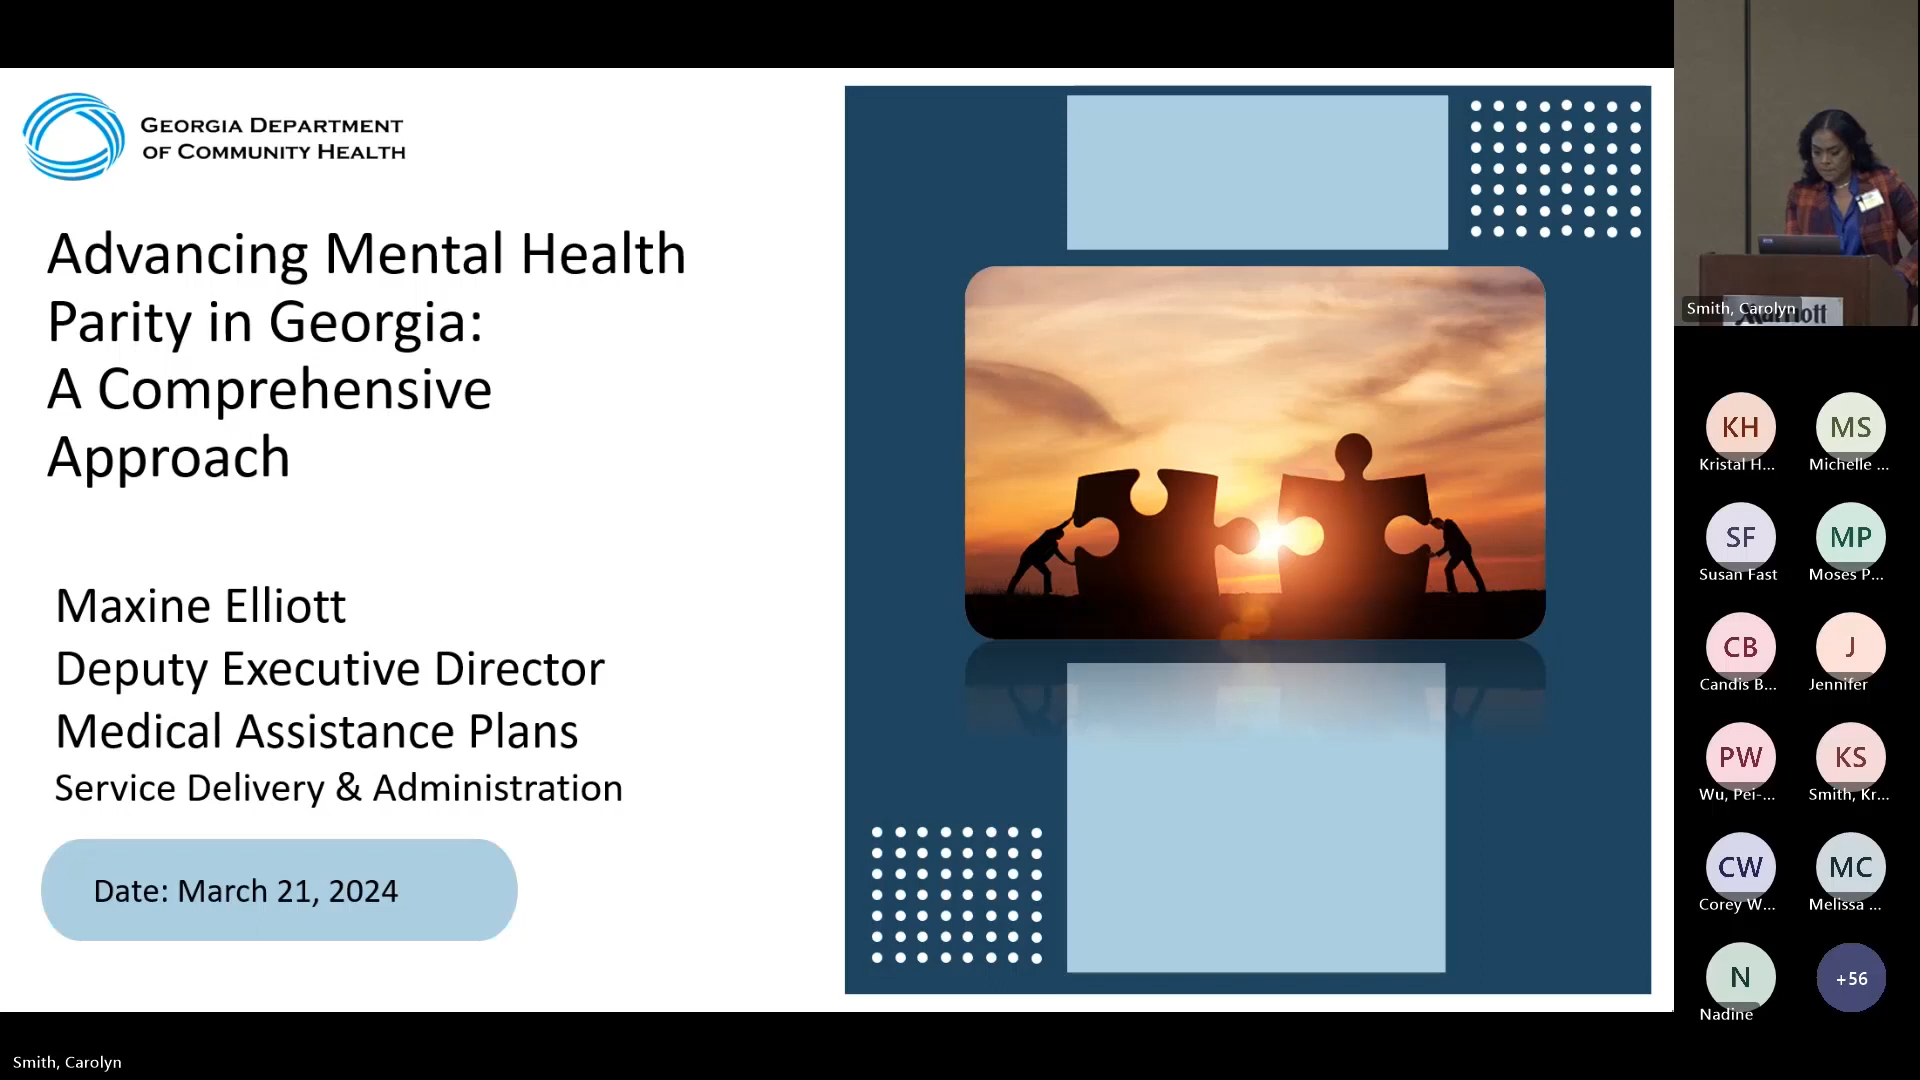 GEORGIA DEPARTMENT
OF COMMUNITY HEALTH
Advancing Mental Health
Parity in Georgia:
A Comprehensive
Approach
Maxine Elliott
Deputy Executive Director
Medical Assistance Plans
Service Delivery & Administration
Date: March 21, 2024
Smith, Carolyn
Marriott
KH
Kristal H...
MS
Michelle ...
SF
Susan Fast
MP
Moses P...
CB
Candis B...
J
Jennifer
PW
Wu, Pei-...
KS
Smith, Kr...
CW
Corey W...
MC
Melissa ...
N
Nadine
+56
Smith, Carolyn